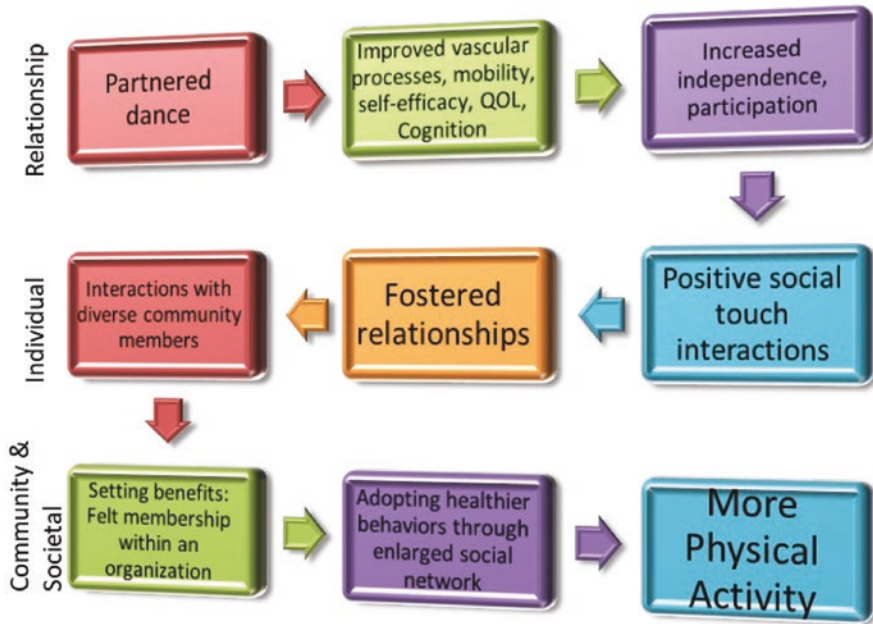 Relationship
Partnered
dance
Improved vascular
processes, mobility,
self-efficacy, QOL,
Cognition
Increased
independence,
participation
Individual
Interactions with
diverse community
members
Fostered
relationships
Positive social
touch
interactions
Community &
Societal
Setting benefits:
Felt membership
within an
organization
Adopting healthier
behaviors through
enlarged social
network
More
Physical
Activity